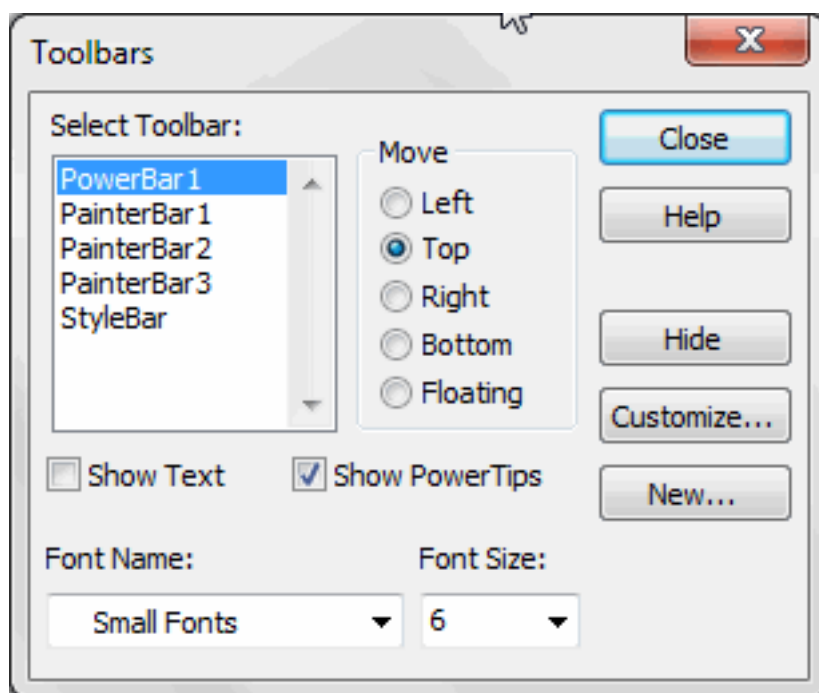 Toolbars
Select Toolbar:
PowerBar1
PainterBar1
PainterBar2
PainterBar3
StyleBar
Move
Left
Top
Right
Bottom
Floating
Close
Help
Hide
Customize...
New...
Show Text
Show PowerTips
Font Name:
Font Size:
Small Fonts
6